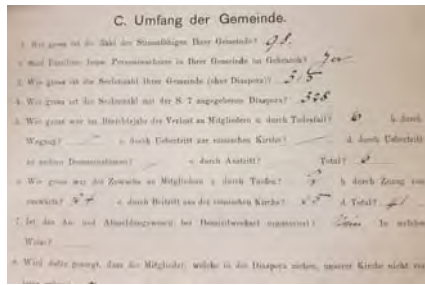 C. Umfang der Gemeinde.
1. Wie gross ist die Zahl der Stimmfähigen Ihrer Gemeinde? 98.
2. Sind Familien- bezw. Personenscheine in Ihrer Gemeinde im Gebrauch?
3. Wie gross ist die Seelenzahl Ihrer Gemeinde (ohne Diaspora)? 315
4. Wie gross ist die Seelenzahl mit der S. 7 angegebenen Diaspora? 328
5. Wie gross war im Berichtsjahr der Verlust an Mitgliedern a. durch Todesfall? 6 b. durch
Wegzug? c. durch Uebertritt zur römischen Kirche? d. durch Uebertritt
zu andern Denominationen? e. durch Austritt? Total? 6
6. Wie gross war der Zuwachs an Mitgliedern a. durch Taufen? b. durch Zuzug von
auswärts? c. durch Beitritt aus der römischen Kirche? d. Total?
7. Ist das An- und Abmeldungswesen bei Domizilwechsel organisiert? In welcher
Weise?
8. Wird dafür gesorgt, dass die Mitglieder, welche in die Diaspora ziehen, unserer Kirche nicht